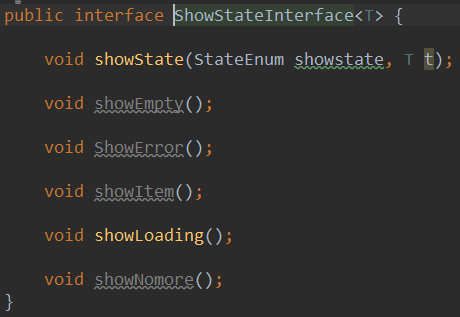 public interface ShowStateInterface<T> {
void showState(StateEnum showstate, T t);
void showEmpty();
void ShowError();
void showItem();
void showLoading();
void showNomore();
}